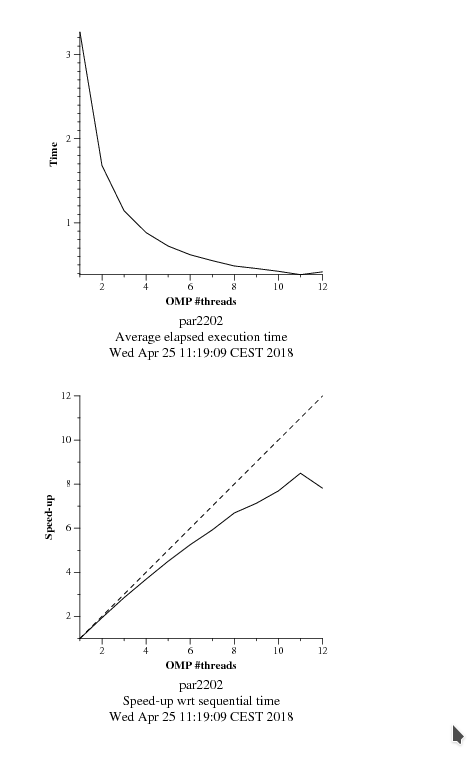 3
2
1
Time
2 4 6 8 10 12
OMP #threads
par2202
Average elapsed execution time
Wed Apr 25 11:19:09 CEST 2018
12
10
8
6
4
2
Speed-up
2 4 6 8 10 12
OMP #threads
par2202
Speed-up wrt sequential time
Wed Apr 25 11:19:09 CEST 2018